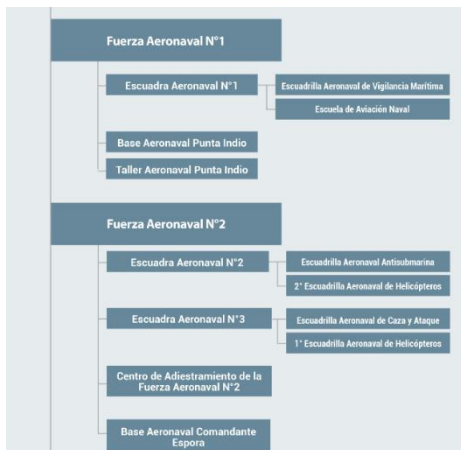 Fuerza Aeronaval N°1
Escuadra Aeronaval N°1
Escuadrilla Aeronaval de Vigilancia Marítima
Escuela de Aviación Naval
Base Aeronaval Punta Indio
Taller Aeronaval Punta Indio
Fuerza Aeronaval N°2
Escuadra Aeronaval N°2
Escuadrilla Aeronaval Antisubmarina
2° Escuadrilla Aeronaval de Helicópteros
Escuadra Aeronaval N°3
Escuadrilla Aeronaval de Caza y Ataque
1° Escuadrilla Aeronaval de Helicópteros
Centro de Adiestramiento de la
Fuerza Aeronaval N°2
Base Aeronaval Comandante
Espora